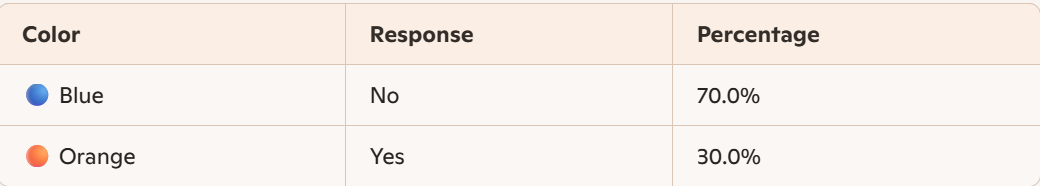 Color Response Percentage
Blue No 70.0%
Orange Yes 30.0%